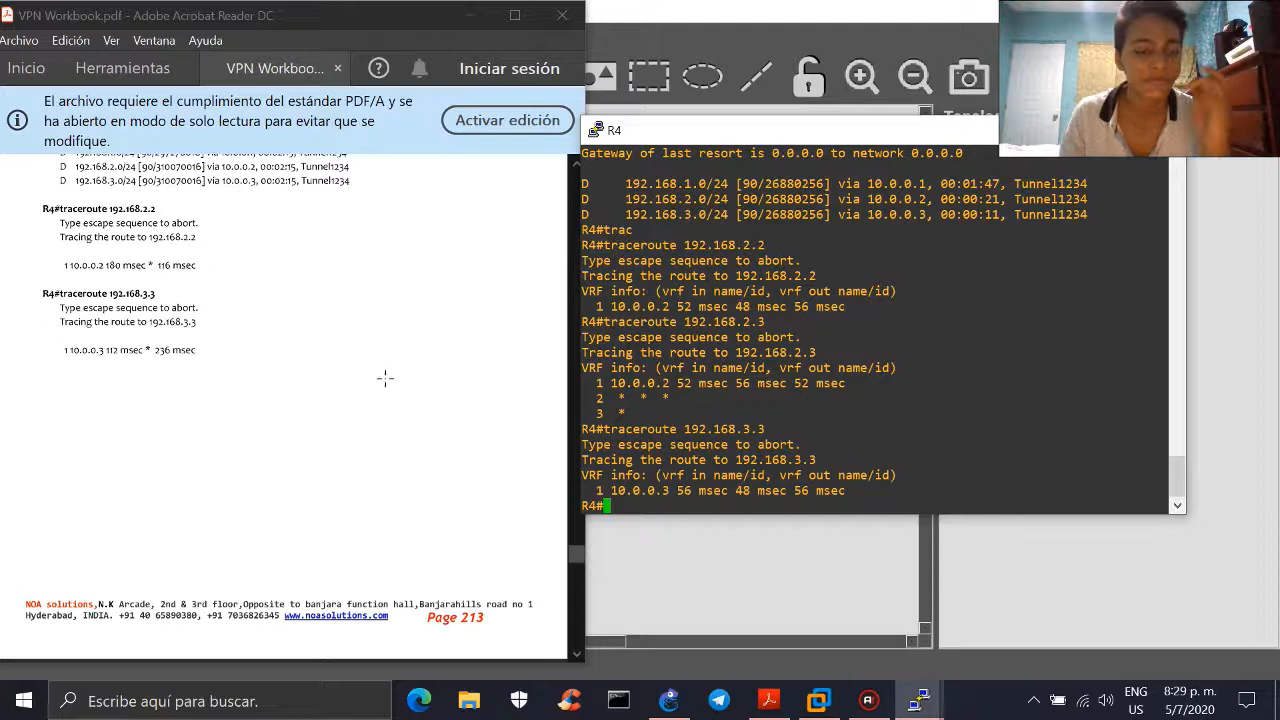 VPN Workbook.pdf - Adobe Acrobat Reader DC
Archivo Edición Ver Ventana Ayuda
Inicio Herramientas VPN Workboo... × ? Iniciar sesión
El archivo requiere el cumplimiento del estándar PDF/A y se
ha abierto en modo de solo lectura para evitar que se
modifique.
Activar edición
D 192.168.3.0/24 [90/310070016] via 10.0.0.3, 00:02:15, Tunnel1234
R4#traceroute 192.168.2.2
Type escape sequence to abort.
Tracing the route to 192.168.2.2
1 10.0.0.2 180 msec * 116 msec
R4#traceroute 192.168.3.3
Type escape sequence to abort.
Tracing the route to 192.168.3.3
1 10.0.0.3 112 msec * 236 msec
NOA solutions,N.K Arcade, 2nd & 3rd floor,Opposite to banjara function hall,Banjarahills road no 1
Hyderabad, INDIA. +91 40 65890380, +91 7036826345 www.noasolutions.com
Page 213
R4
Gateway of last resort is 0.0.0.0 to network 0.0.0.0
D 192.168.1.0/24 [90/26880256] via 10.0.0.1, 00:01:47, Tunnel1234
D 192.168.2.0/24 [90/26880256] via 10.0.0.2, 00:00:21, Tunnel1234
D 192.168.3.0/24 [90/26880256] via 10.0.0.3, 00:00:11, Tunnel1234
R4#trac
R4#traceroute 192.168.2.2
Type escape sequence to abort.
Tracing the route to 192.168.2.2
VRF info: (vrf in name/id, vrf out name/id)
1 10.0.0.2 52 msec 48 msec 56 msec
R4#traceroute 192.168.2.3
Type escape sequence to abort.
Tracing the route to 192.168.2.3
VRF info: (vrf in name/id, vrf out name/id)
1 10.0.0.2 52 msec 56 msec 52 msec
2 * * *
3 *
R4#traceroute 192.168.3.3
Type escape sequence to abort.
Tracing the route to 192.168.3.3
VRF info: (vrf in name/id, vrf out name/id)
1 10.0.0.3 56 msec 48 msec 56 msec
R4#
Escribe aquí para buscar.
ENG
US
8:29 p. m.
5/7/2020